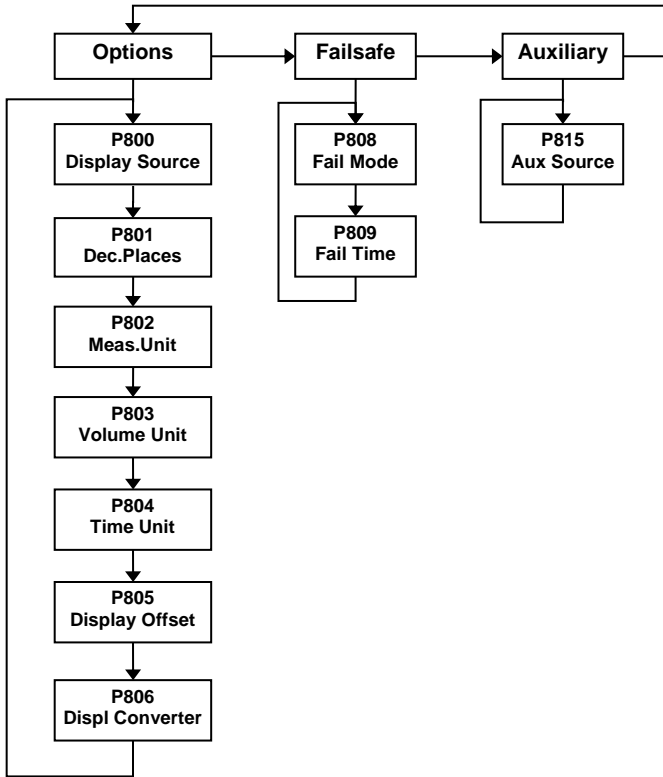 Options
Failsafe
Auxiliary
P800
Display Source
P808
Fail Mode
P815
Aux Source
P801
Dec.Places
P809
Fail Time
P802
Meas.Unit
P803
Volume Unit
P804
Time Unit
P805
Display Offset
P806
Displ Converter